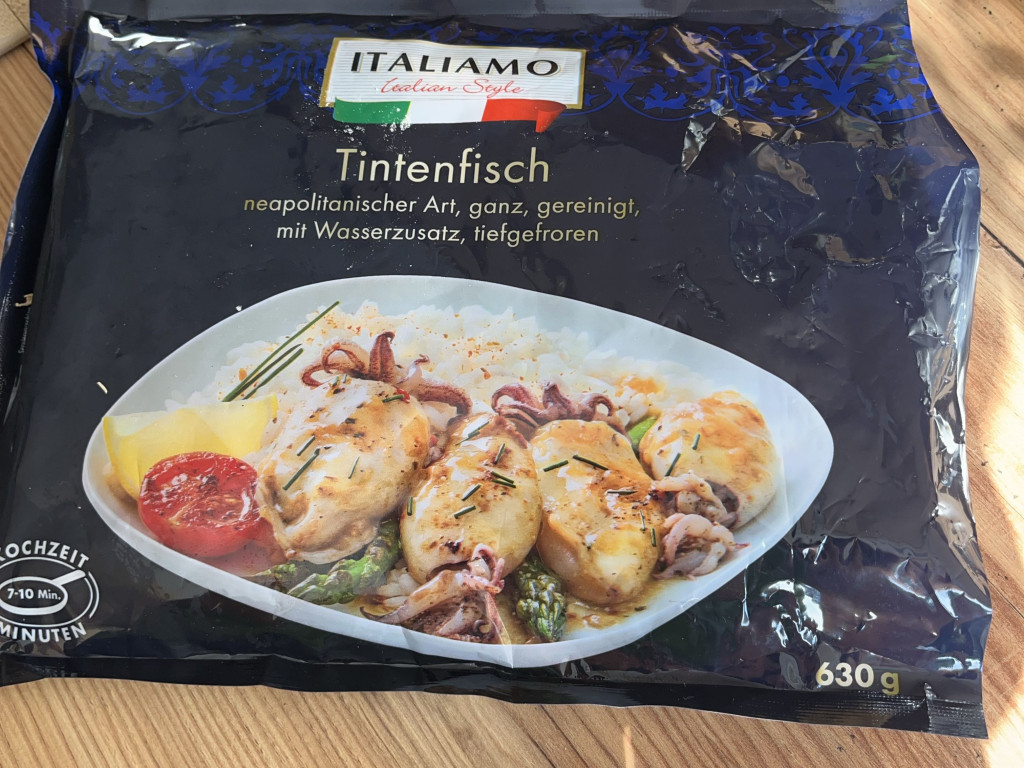 ITALIAMO
Italian Style
Tintenfisch
neapolitanischer Art, ganz, gereinigt,
mit Wasserzusatz, tiefgefroren
KOCHZEIT
7-10 Min.
MINUTEN
630 g